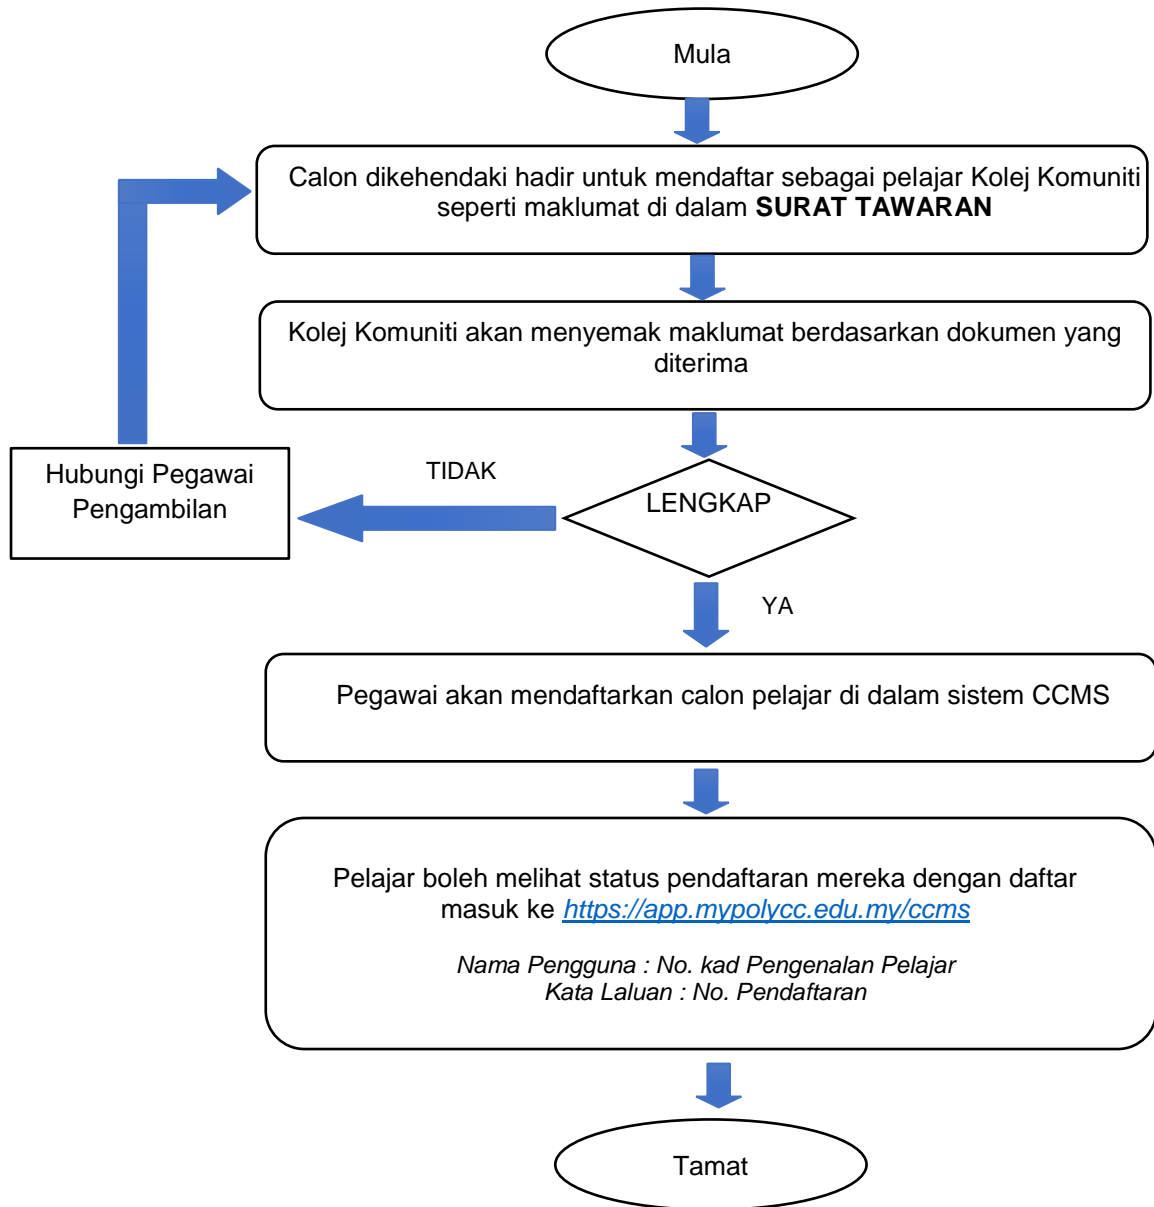 Mula
Calon dikehendaki hadir untuk mendaftar sebagai pelajar Kolej Komuniti
seperti maklumat di dalam SURAT TAWARAN
Kolej Komuniti akan menyemak maklumat berdasarkan dokumen yang
diterima
Hubungi Pegawai
Pengambilan
TIDAK
LENGKAP
YA
Pegawai akan mendaftarkan calon pelajar di dalam sistem CCMS
Pelajar boleh melihat status pendaftaran mereka dengan daftar
masuk ke https://app.mypolycc.edu.my/ccms
Nama Pengguna : No. kad Pengenalan Pelajar
Kata Laluan : No. Pendaftaran
Tamat